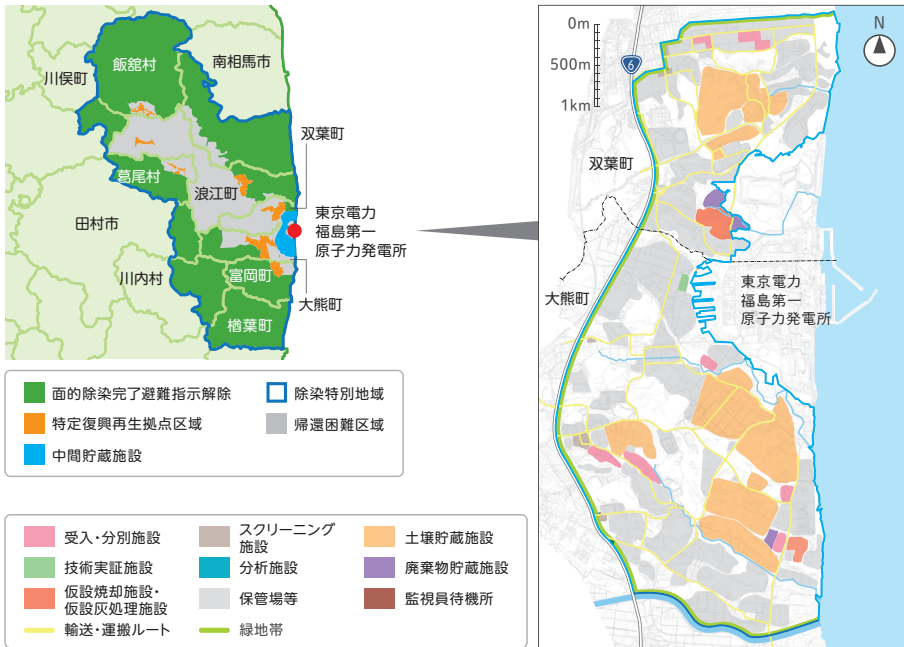 飯舘村
南相馬市
川俣町
双葉町
葛尾村
浪江町
田村市
東京電力
福島第一
原子力発電所
川内村
富岡町
大熊町
楢葉町
面的除染完了避難指示解除
除染特別地域
特定復興再生拠点区域
帰還困難区域
中間貯蔵施設
受入・分別施設
スクリーニング
施設
土壌貯蔵施設
技術実証施設
分析施設
廃棄物貯蔵施設
仮設焼却施設・
仮設灰処理施設
保管場等
監視員待機所
輸送・運搬ルート
緑地帯
0m
500m
1km
6
N
双葉町
大熊町
東京電力
福島第一
原子力発電所